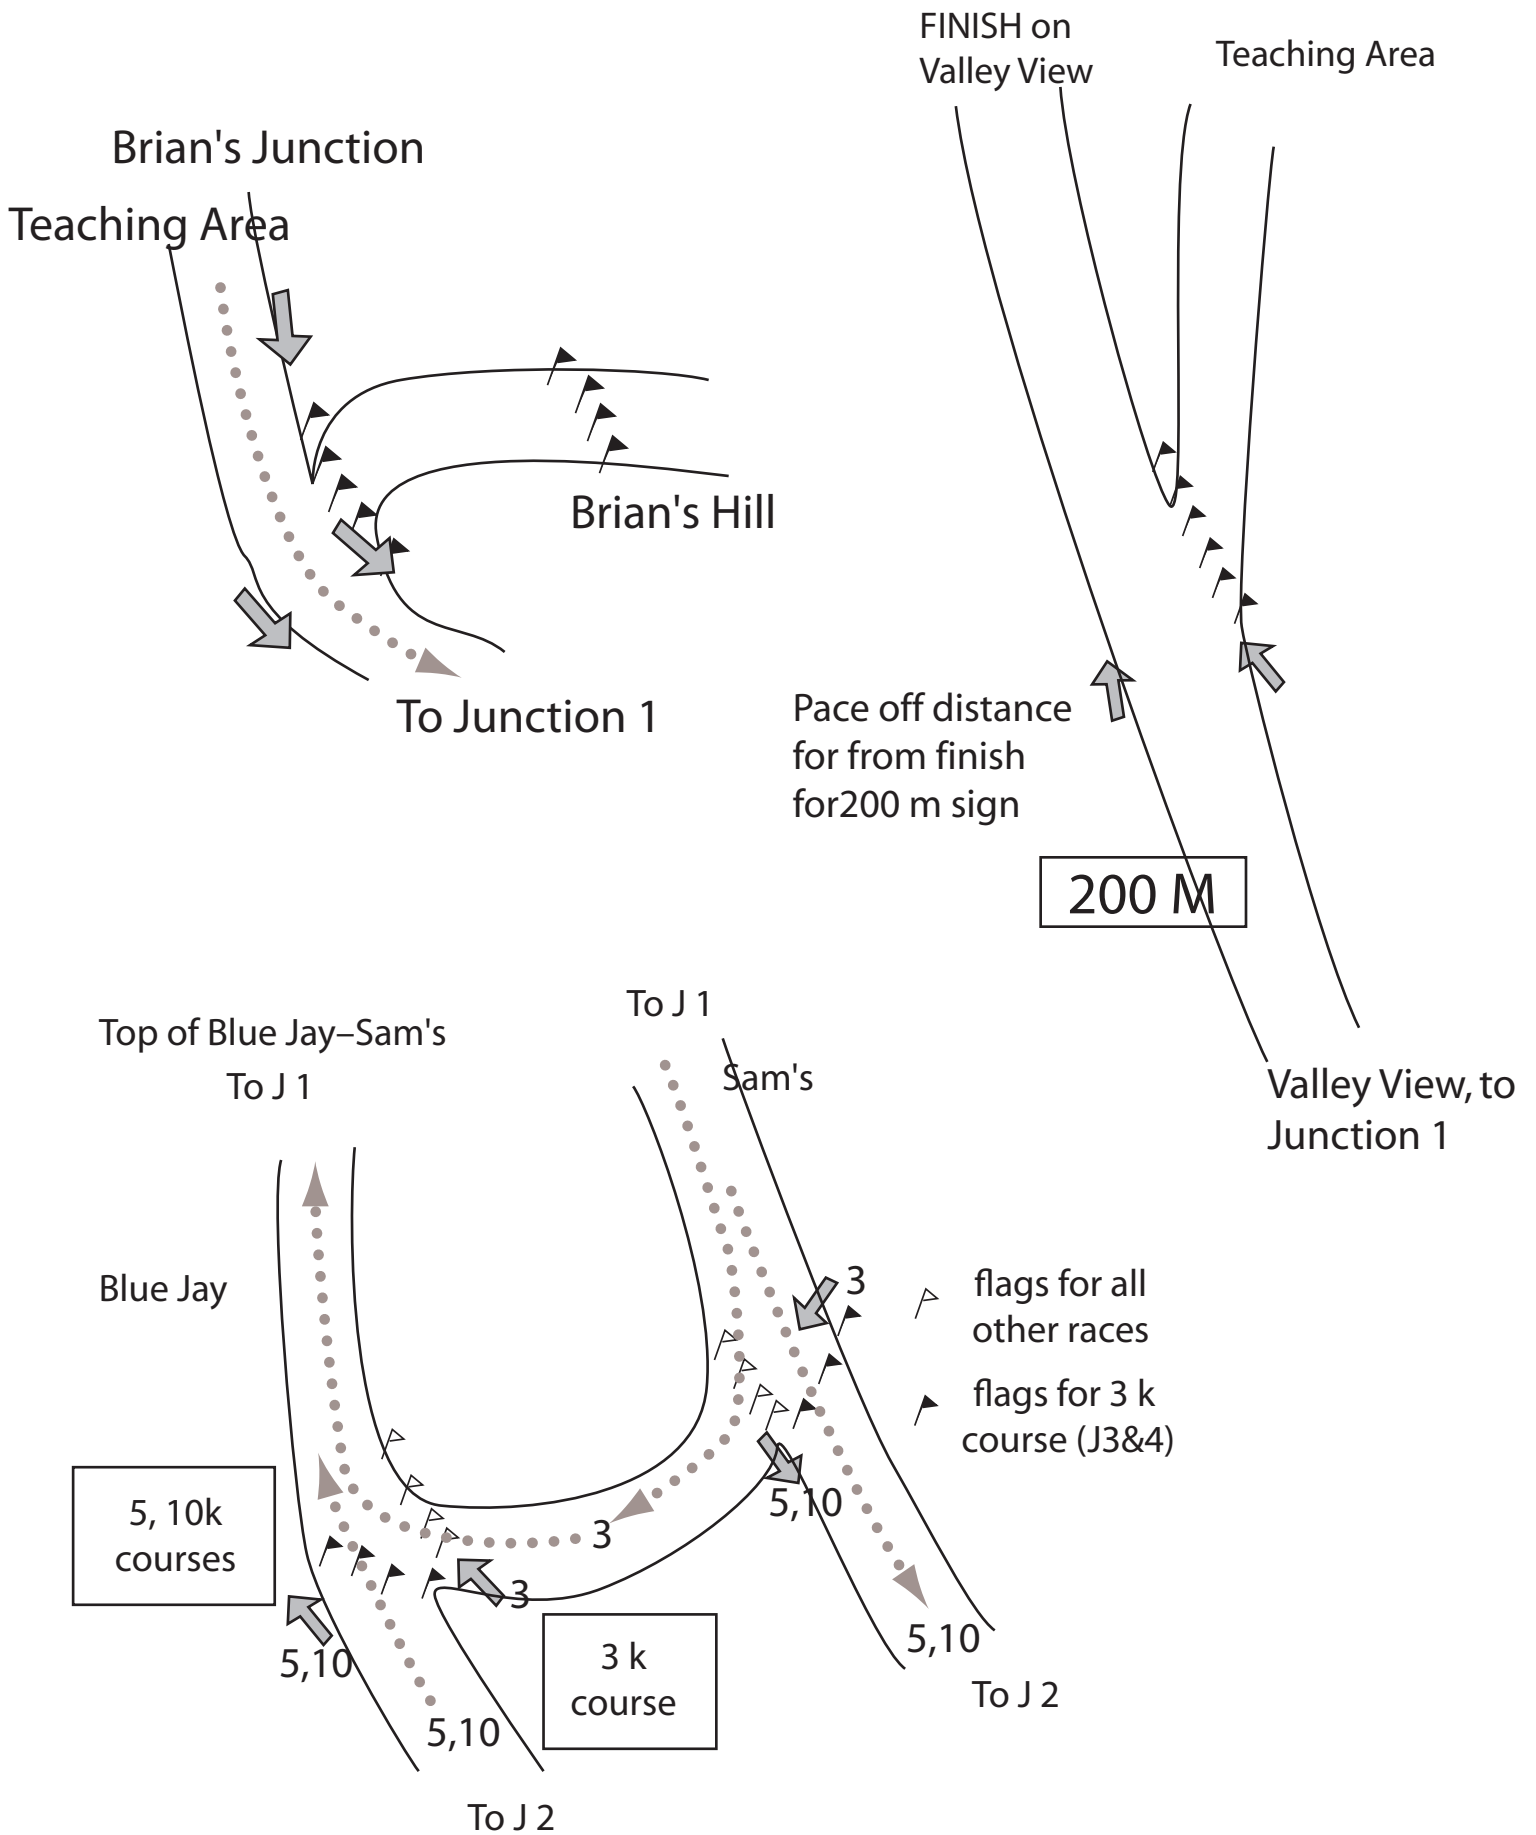 FINISH on
Valley View
Teaching Area
Brian's Junction
Teaching Area
Brian's Hill
To Junction 1
Pace off distance
for from finish
for200 m sign
200 M
Valley View, to
Junction 1
To J 1
Top of Blue Jay–Sam's
To J 1
Sam's
Blue Jay
3
flags for all
other races
flags for 3 k
course (J3&4)
5,10
5, 10k
courses
3
3
3 k
course
5,10
5,10
5,10
To J 2
To J 2